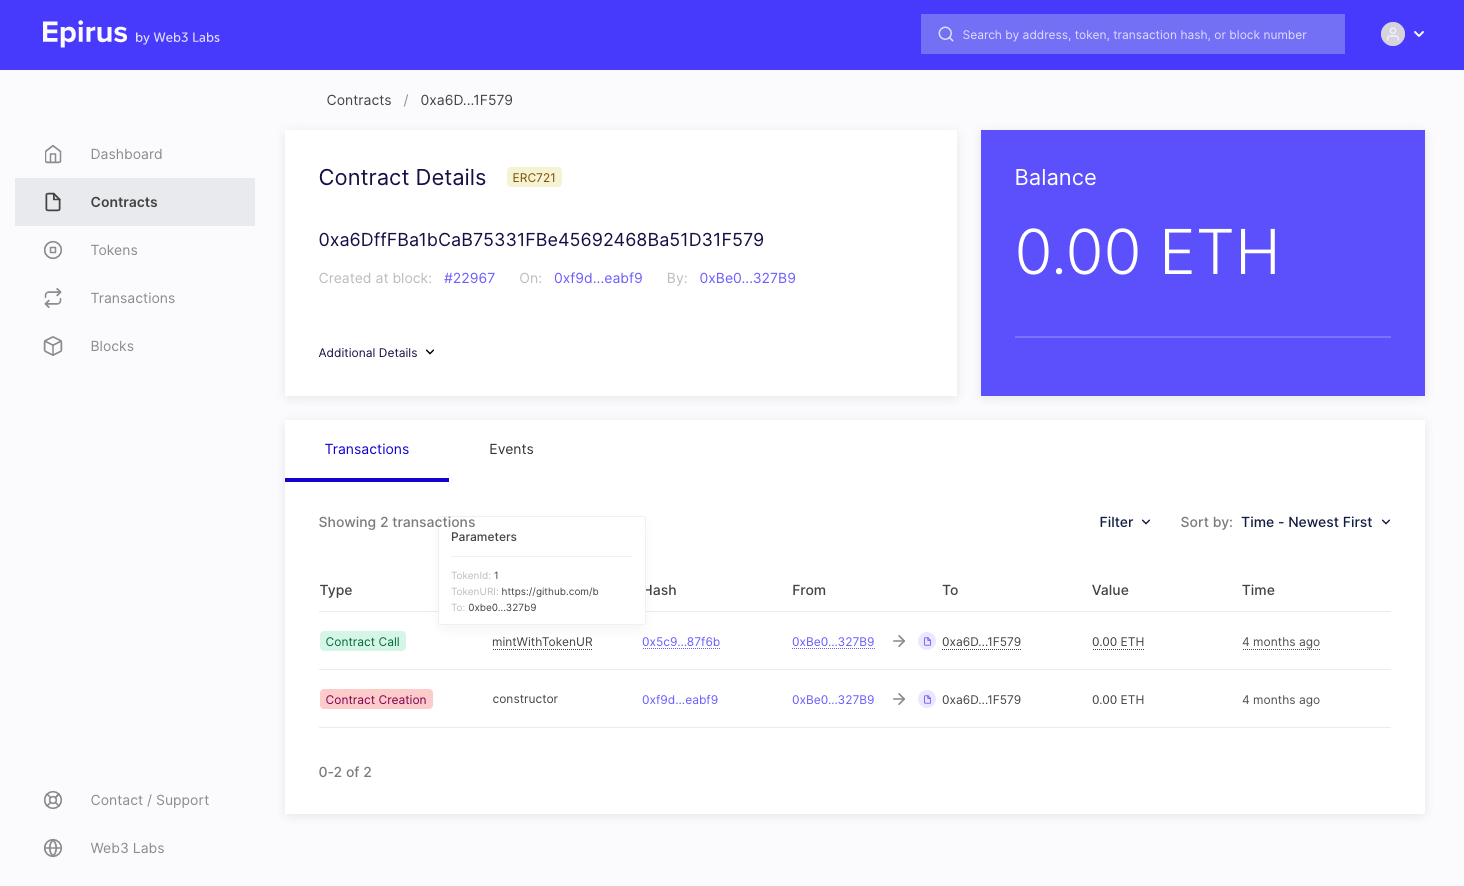 Epirus by Web3 Labs
Search by address, token, transaction hash, or block number
Contracts / 0xa6D...1F579
Dashboard
Contracts
Tokens
Transactions
Blocks
Contact / Support
Web3 Labs
Contract Details ERC721
0xa6DffFBa1bCaB75331FBe45692468Ba51D31F579
Created at block: #22967 On: 0xf9d...eabf9 By: 0xBe0...327B9
Additional Details
Balance
0.00 ETH
Transactions Events
Showing 2 transactions
Filter Sort by: Time - Newest First
Parameters
TokenId: 1
TokenURI: https://github.com/b
To: 0xbe0...327b9
Type Hash From To Value Time
Contract Call mintWithTokenUR 0x5c9...87f6b 0xBe0...327B9 0xa6D...1F579 0.00 ETH 4 months ago
Contract Creation constructor 0xf9d...eabf9 0xBe0...327B9 0xa6D...1F579 0.00 ETH 4 months ago
0-2 of 2